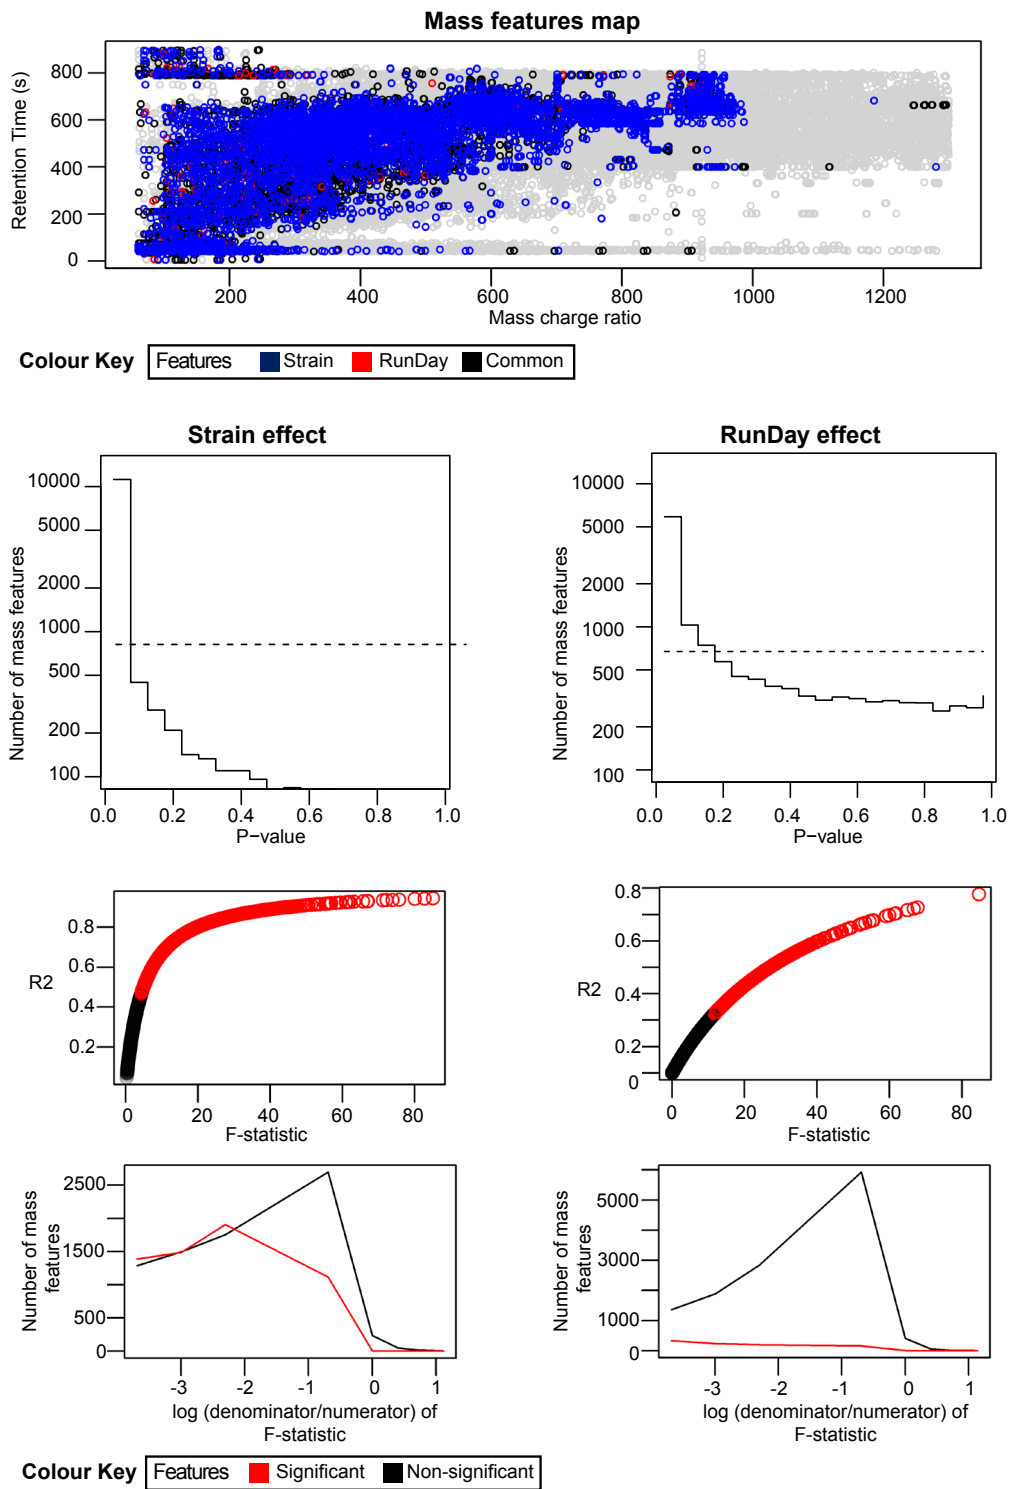 Mass features map
Retention Time (s)
800
600
400
200
0
200 400 600 800 1000 1200
Mass charge ratio
Colour Key Features Strain RunDay Common
Strain effect
Number of mass features
10000
5000
2000
1000
500
200
100
0.0 0.2 0.4 0.6 0.8 1.0
P−value
RunDay effect
Number of mass features
10000
5000
2000
1000
500
200
100
0.0 0.2 0.4 0.6 0.8 1.0
P−value
R2
0.8
0.6
0.4
0.2
0 20 40 60 80
F-statistic
R2
0.8
0.6
0.4
0.2
0
0 20 40 60 80
F-statistic
Number of mass
features
2500
1500
500
0
-3 -2 -1 0 1
log (denominator/numerator) of
F-statistic
Number of mass
features
5000
3000
1000
0
-3 -2 -1 0 1
log (denominator/numerator) of
F-statistic
Colour Key Features Significant Non-significant